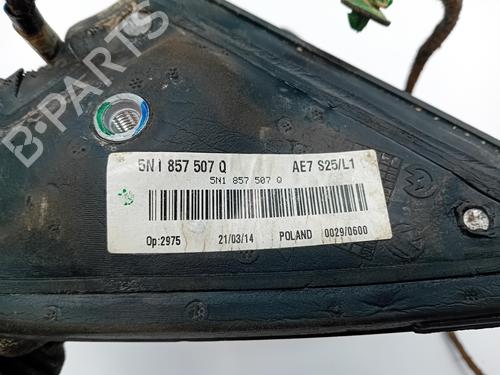 B-PARTS
5N1 857 507 Q AE7 S25/L1
5N1 857 507 Q
Op:2975 21/03/14 POLAND 0029/0600